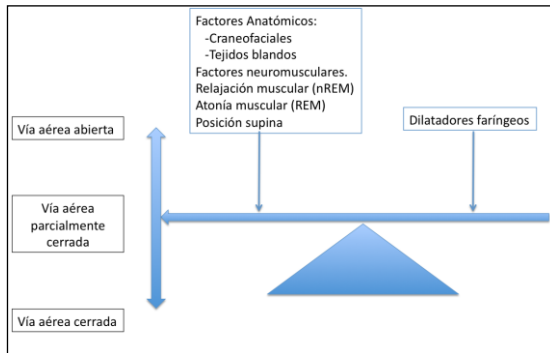 Factores Anatómicos:
-Craneofaciales
-Tejidos blandos
Factores neuromusculares.
Relajación muscular (nREM)
Atonía muscular (REM)
Posición supina
Dilatadores faríngeos
Vía aérea abierta
Vía aérea
parcialmente
cerrada
Vía aérea cerrada